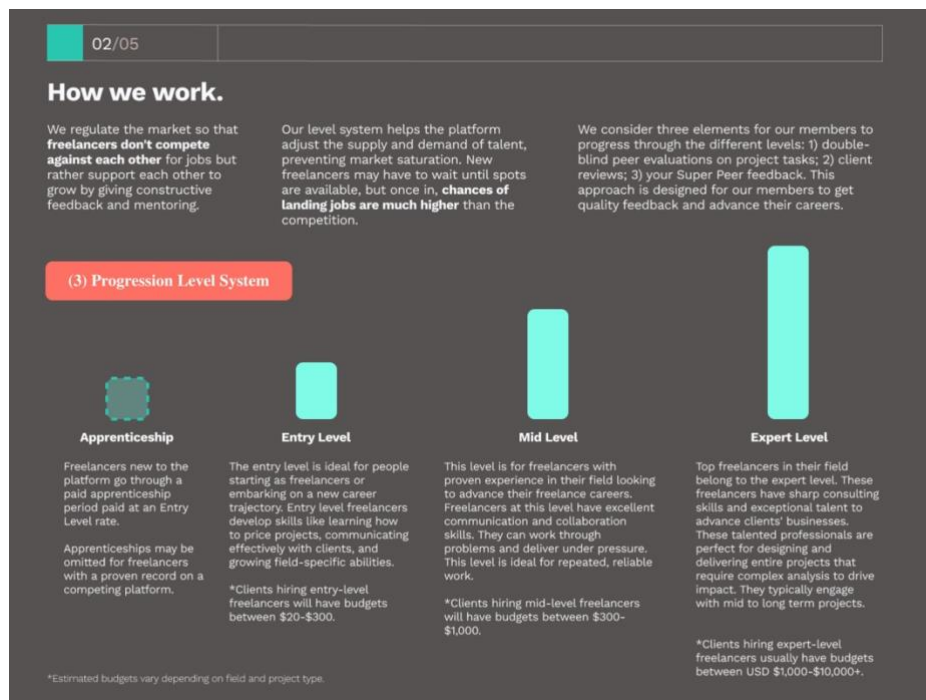 02/05
How we work.
We regulate the market so that
freelancers don't compete
against each other for jobs but
rather support each other to
grow by giving constructive
feedback and mentoring.
Our level system helps the platform
adjust the supply and demand of talent,
preventing market saturation. New
freelancers may have to wait until spots
are available, but once in, chances of
landing jobs are much higher than the
competition.
We consider three elements for our members to
progress through the different levels: 1) double-
blind peer evaluations on project tasks; 2) client
reviews; 3) your Super Peer feedback. This
approach is designed for our members to get
quality feedback and advance their careers.
(3) Progression Level System
Apprenticeship
Freelancers new to the
platform go through a
paid apprenticeship
period paid at an Entry
Level rate.
Apprenticeships may be
omitted for freelancers
with a proven record on a
competing platform.
Entry Level
The entry level is ideal for people
starting as freelancers or
embarking on a new career
trajectory. Entry level freelancers
develop skills like learning how
to price projects, communicating
effectively with clients, and
growing field-specific abilities.
*Clients hiring entry-level
freelancers will have budgets
between $20-$300.
Mid Level
This level is for freelancers with
proven experience in their field looking
to advance their freelance careers.
Freelancers at this level have excellent
communication and collaboration
skills. They can work through
problems and deliver under pressure.
This level is ideal for repeated, reliable
work.
*Clients hiring mid-level freelancers
will have budgets between $300-
$1,000.
Expert Level
Top freelancers in their field
belong to the expert level. These
freelancers have sharp consulting
skills and exceptional talent to
advance clients' businesses.
These talented professionals are
perfect for designing and
delivering entire projects that
require complex analysis to drive
impact. They typically engage
with mid to long term projects.
*Clients hiring expert-level
freelancers usually have budgets
between USD $1,000-$10,000+.
*Estimated budgets vary depending on field and project type.